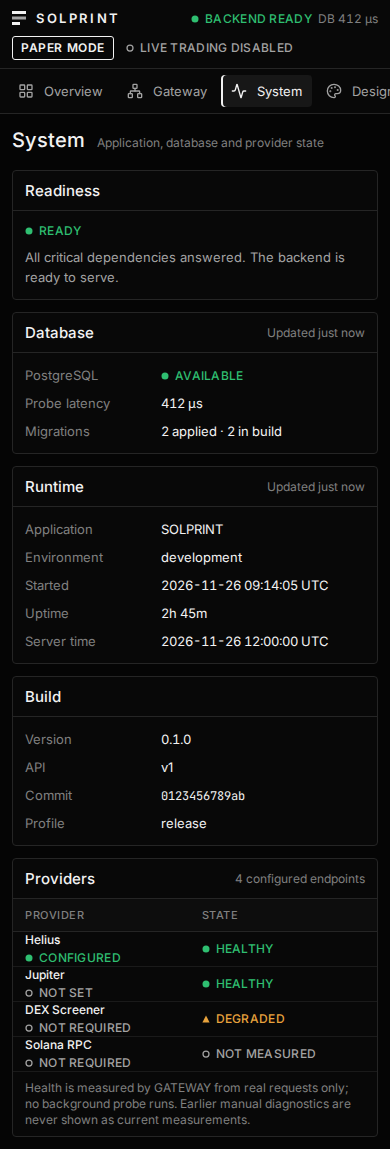 SOLPRINT
BACKEND READY DB 412 µs
PAPER MODE
LIVE TRADING DISABLED
Overview
Gateway
System
Design
System
Application, database and provider state
Readiness
READY
All critical dependencies answered. The backend is
ready to serve.
Database
Updated just now
PostgreSQL
AVAILABLE
Probe latency
412 µs
Migrations
2 applied · 2 in build
Runtime
Updated just now
Application
SOLPRINT
Environment
development
Started
2026-11-26 09:14:05 UTC
Uptime
2h 45m
Server time
2026-11-26 12:00:00 UTC
Build
Version
0.1.0
API
v1
Commit
0123456789ab
Profile
release
Providers
4 configured endpoints
PROVIDER
STATE
Helius
CONFIGURED
HEALTHY
Jupiter
NOT SET
HEALTHY
DEX Screener
NOT REQUIRED
DEGRADED
Solana RPC
NOT REQUIRED
NOT MEASURED
Health is measured by GATEWAY from real requests only;
no background probe runs. Earlier manual diagnostics are
never shown as current measurements.